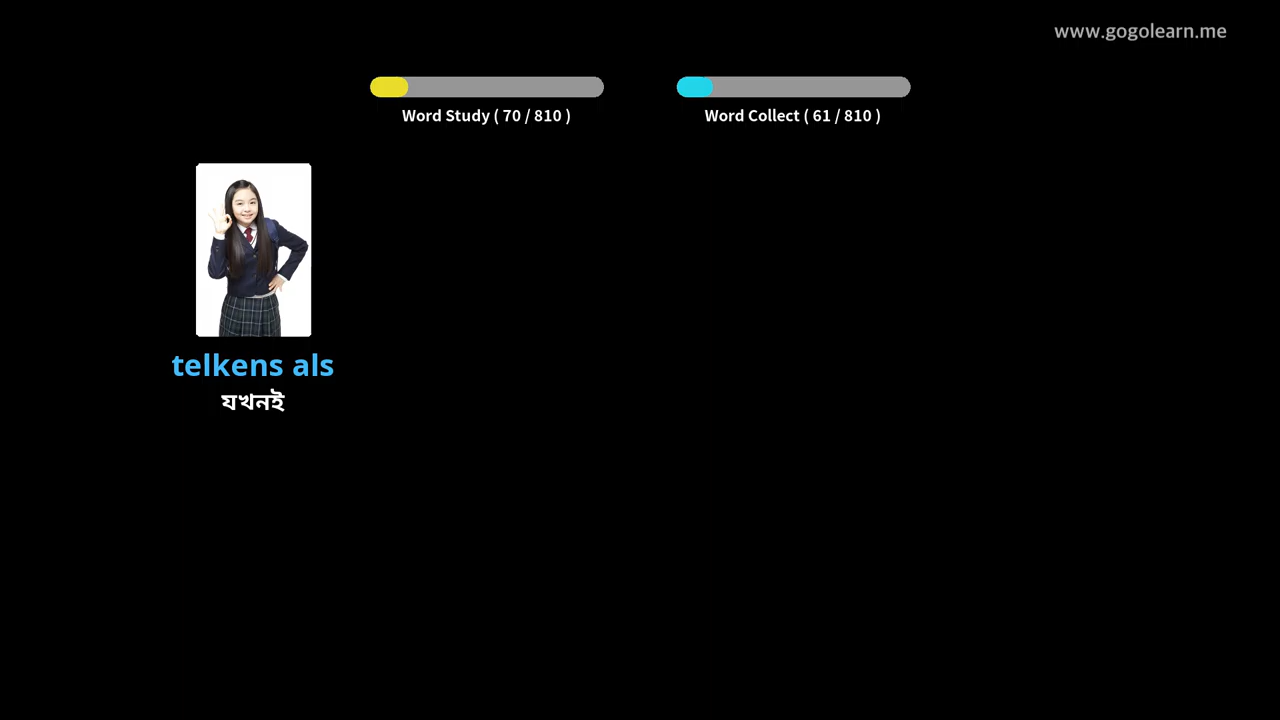 www.gogolearn.me
Word Study ( 70 / 810 )
Word Collect ( 61 / 810 )
telkens als
যখনই